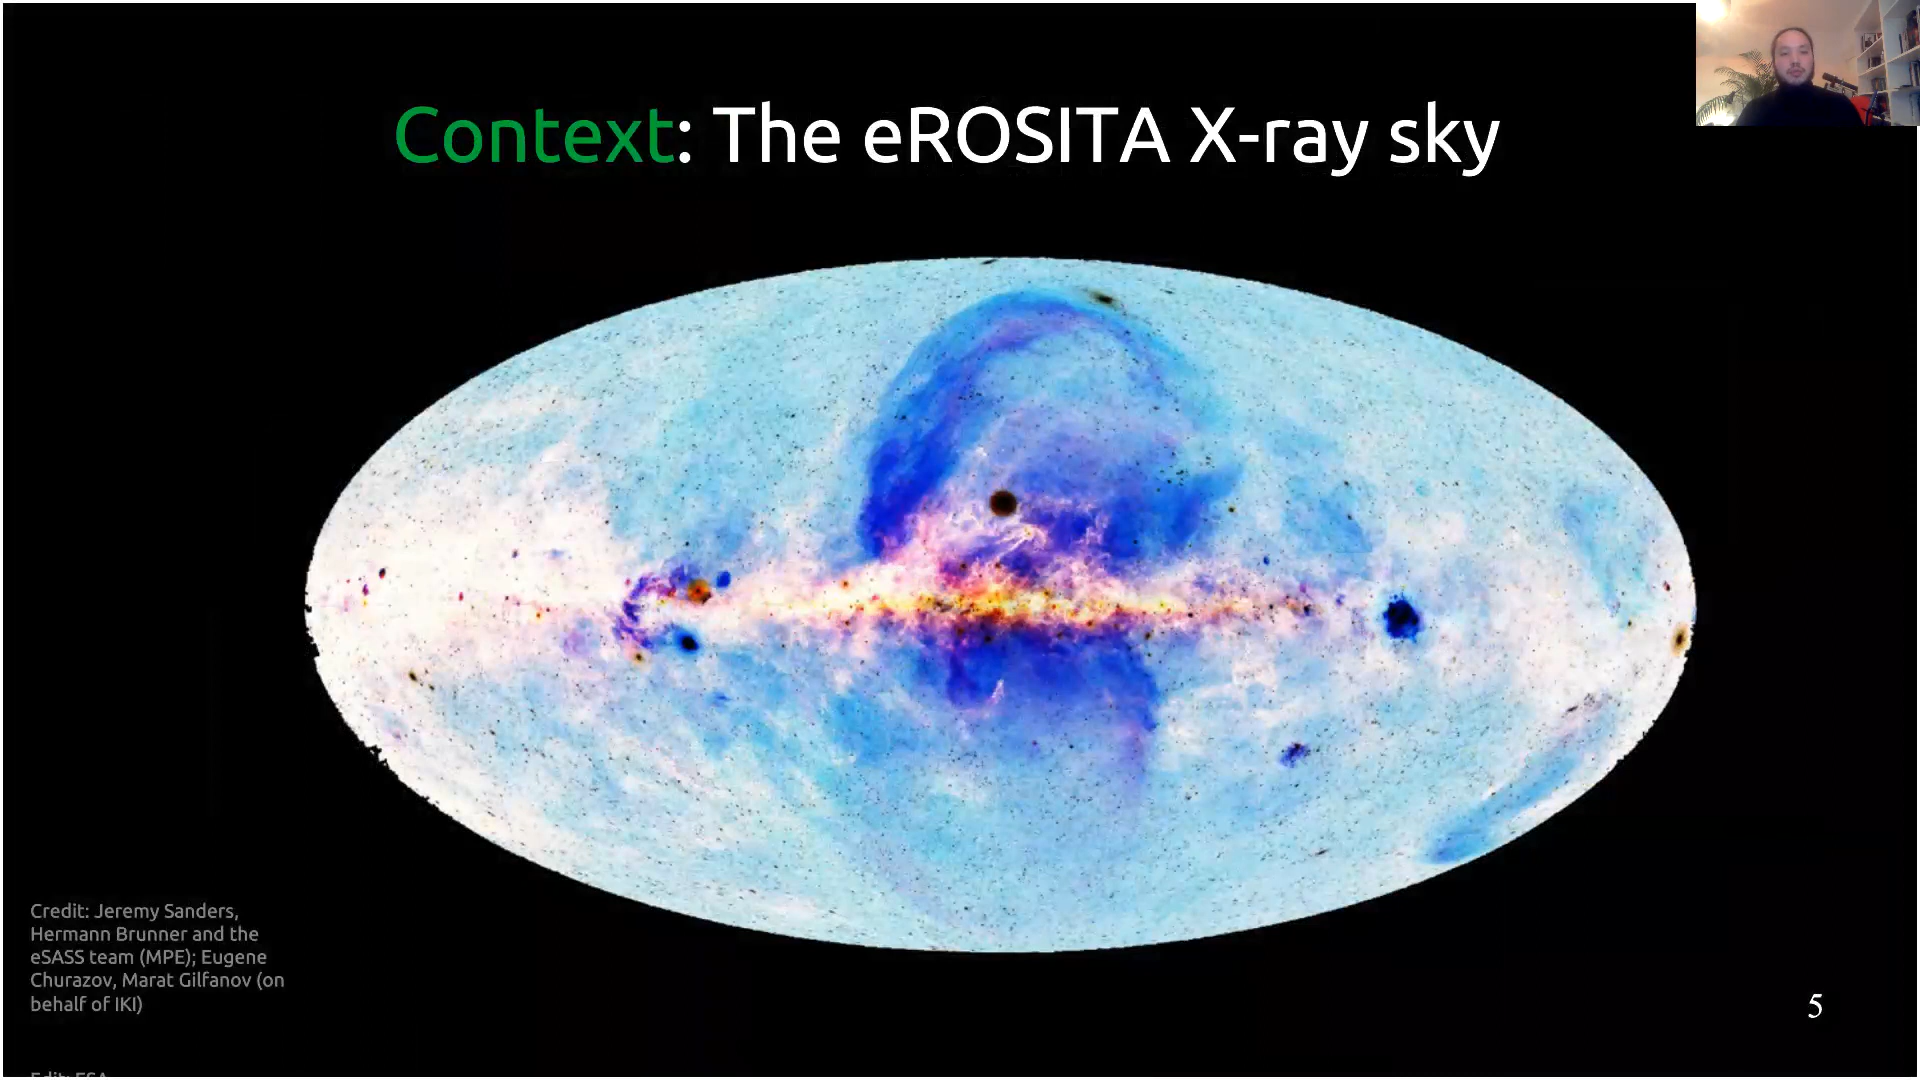 Context: The eROSITA X-ray sky
Credit: Jeremy Sanders,
Hermann Brunner and the
eSASS team (MPE); Eugene
Churazov, Marat Gilfanov (on
behalf of IKI)
5